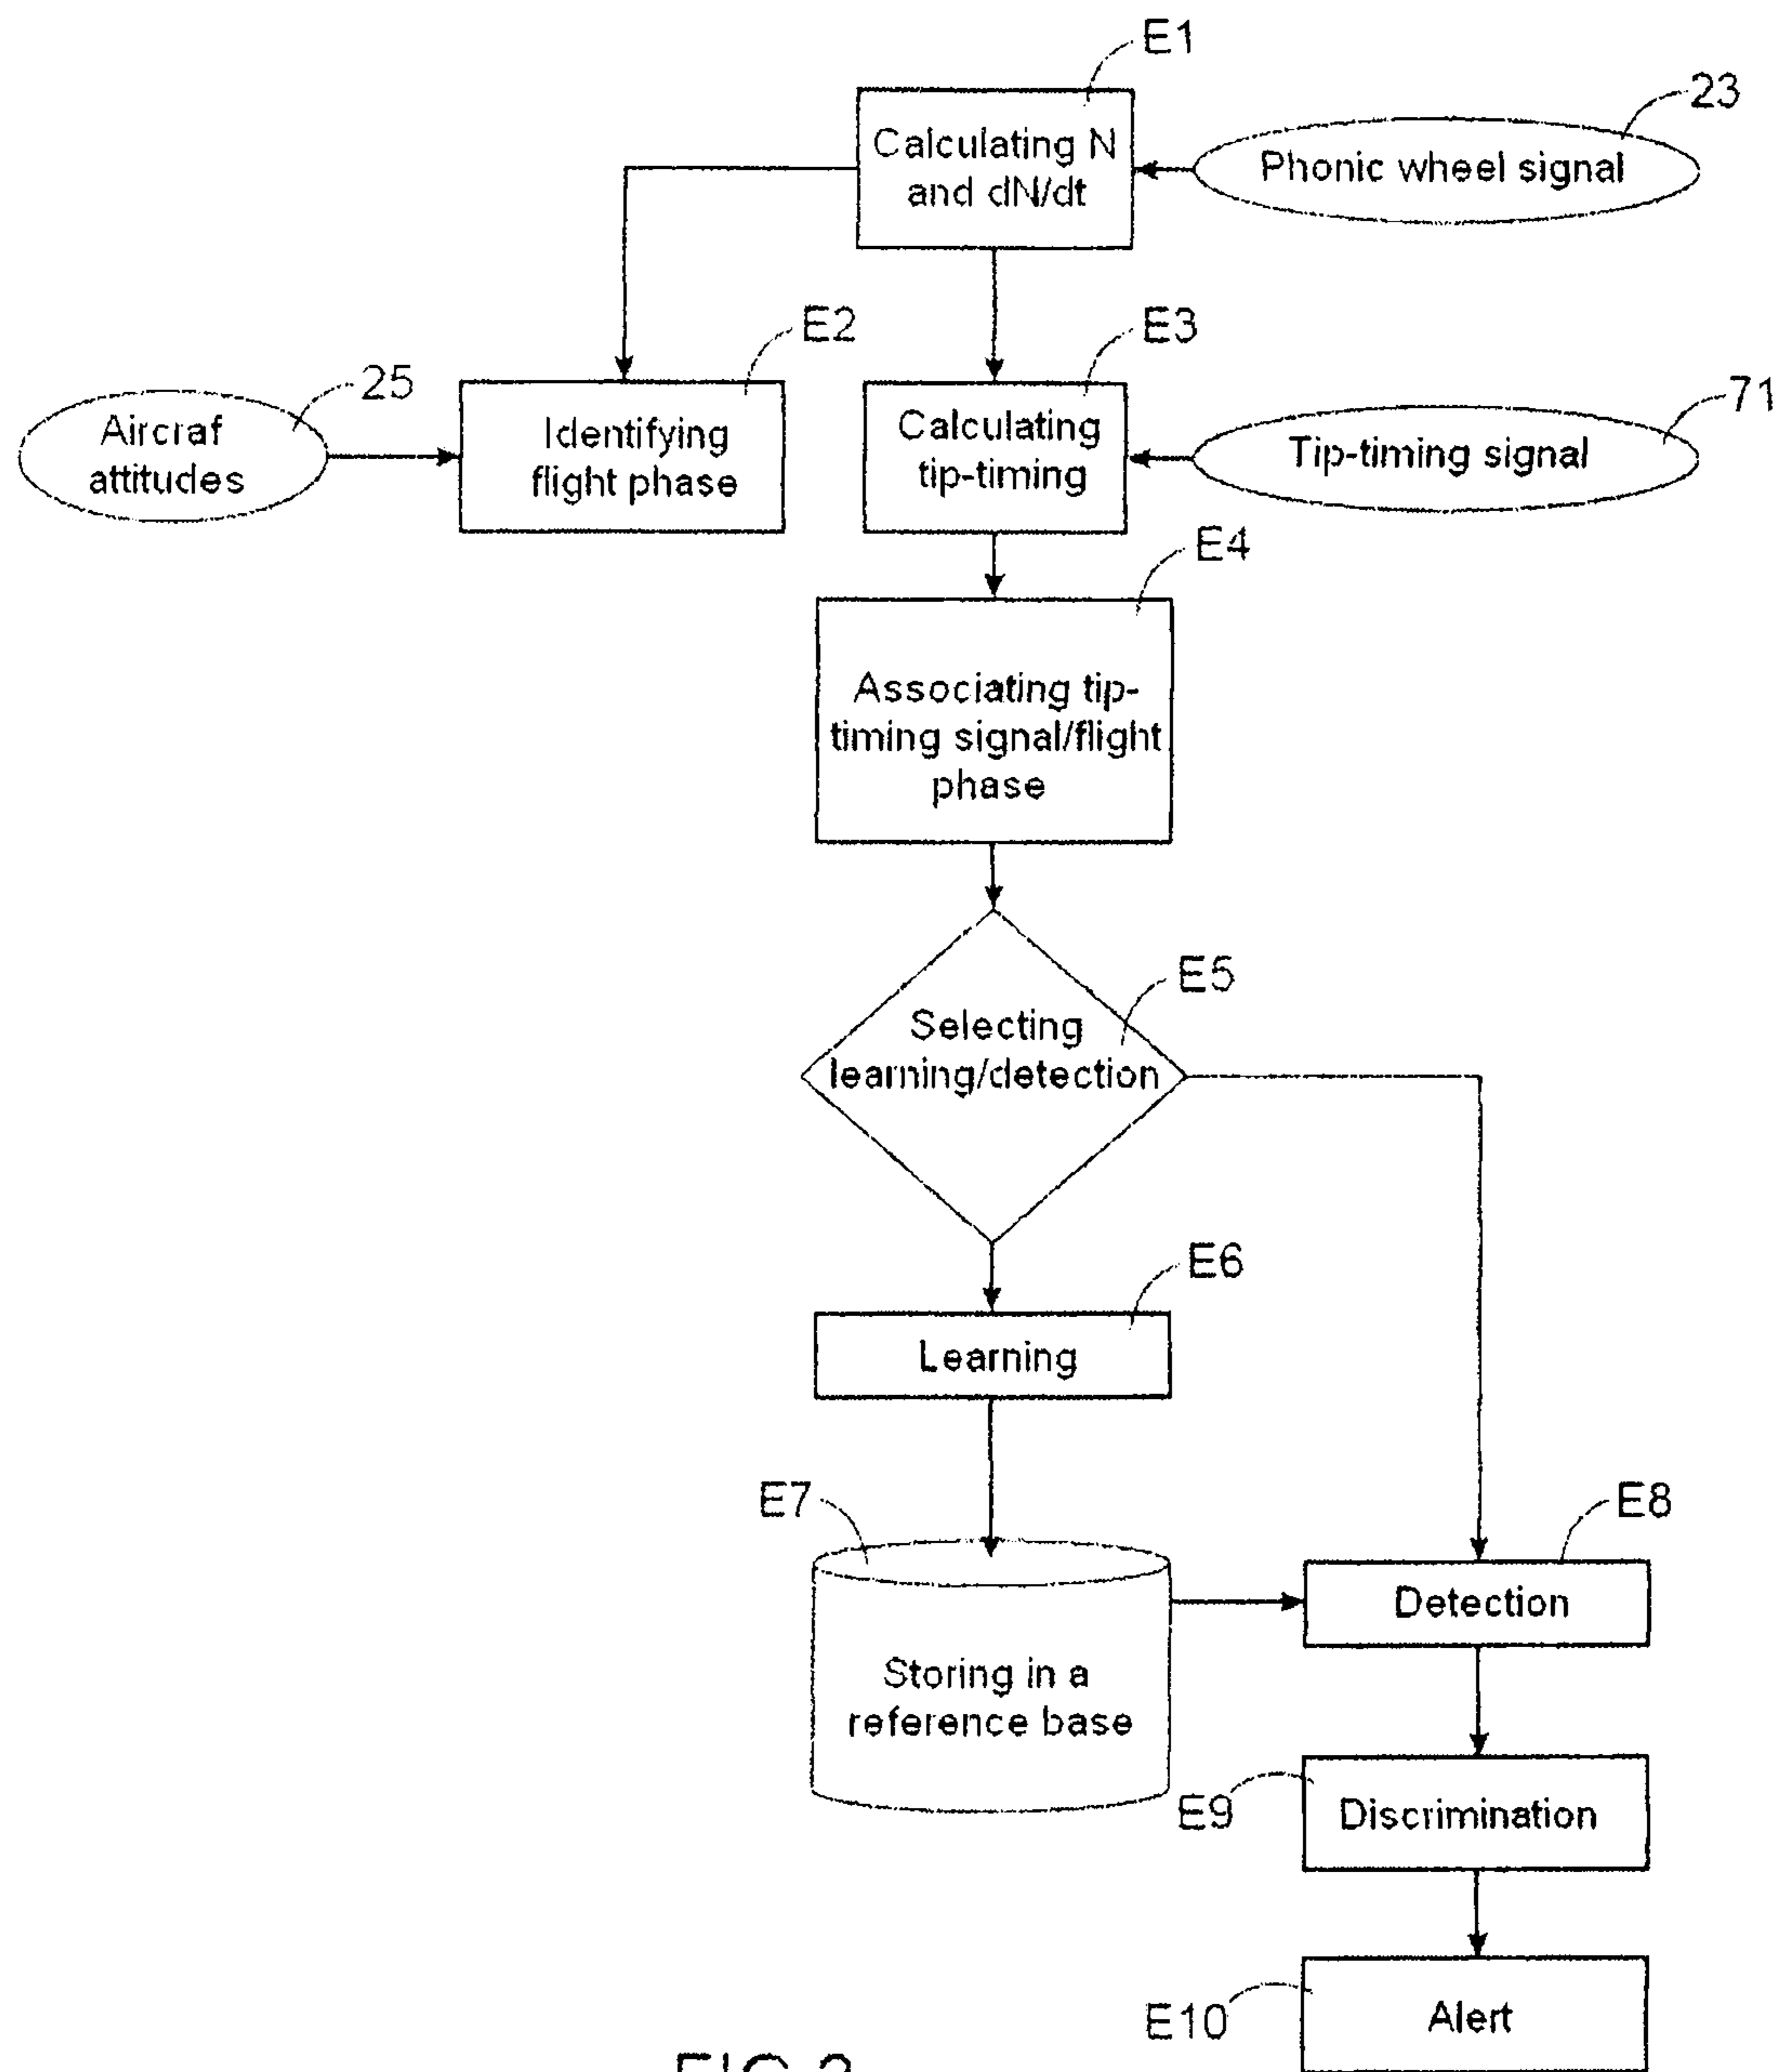 E1
23
Calculating N
and dN/dt
Phonic wheel signal
E2
E3
25
71
Aircraf
attitudes
Identifying
flight phase
Calculating
tip-timing
Tip-timing signal
E4
Associating tip-
timing signal/flight
phase
E5
Selecting
learning/detection
E6
Learning
E7
E8
Detection
Storing in a
reference base
E9
Discrimination
E10
Alert
FIG.2